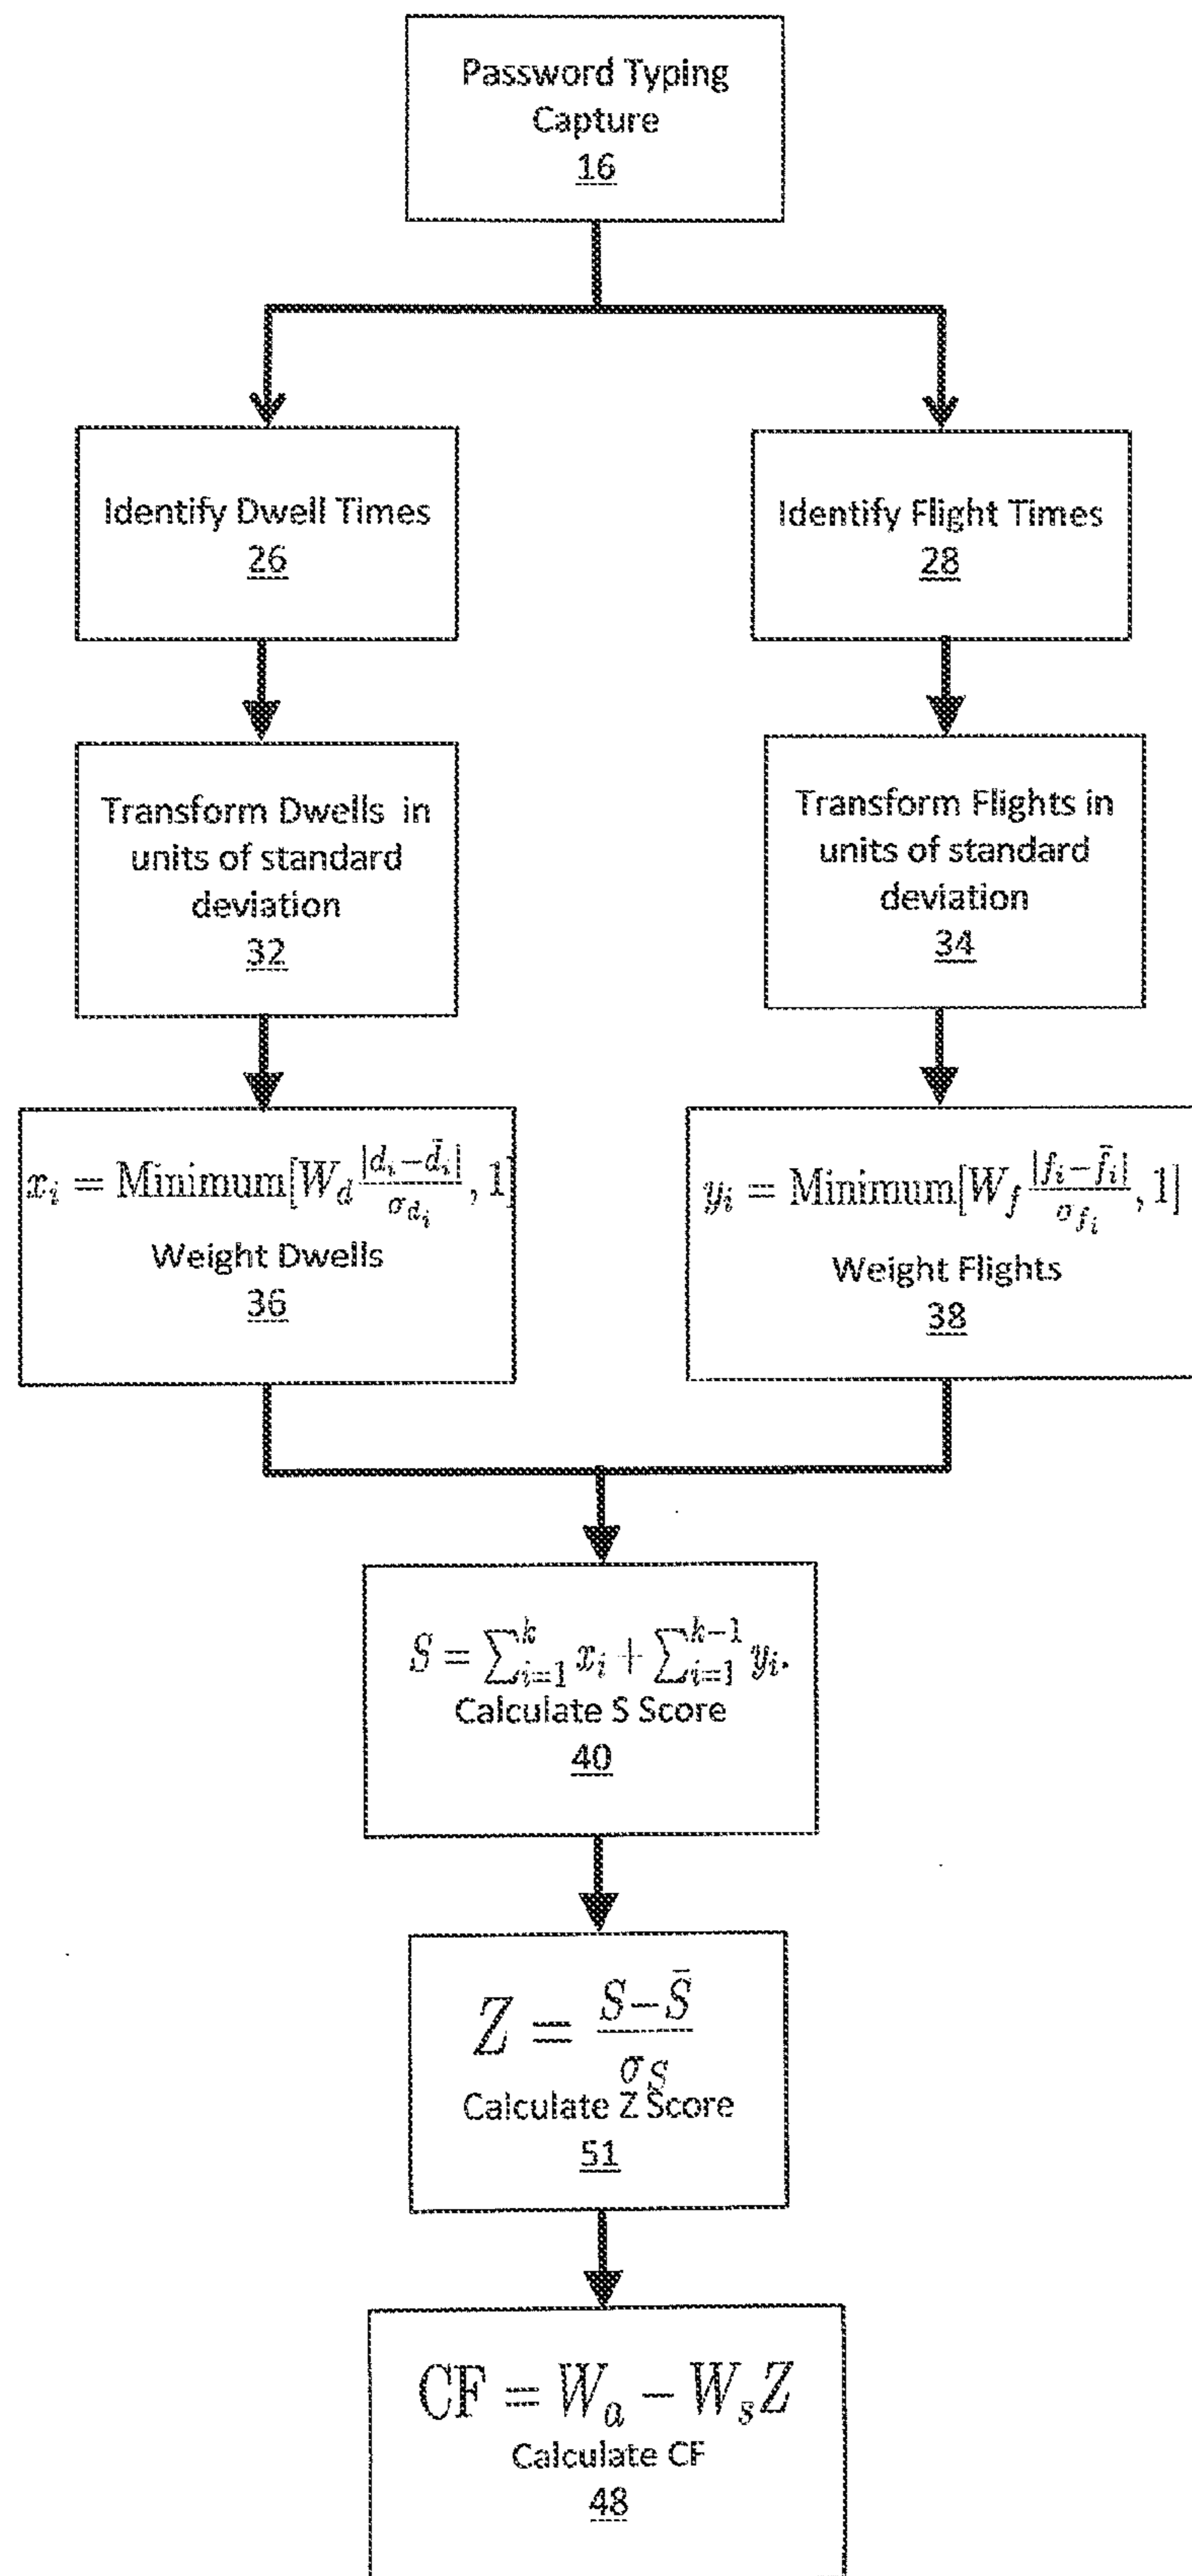 Password Typing
Capture
16
Identify Dwell Times
26
Identify Flight Times
28
Transform Dwells in
units of standard
deviation
32
Transform Flights in
units of standard
deviation
34
x_i = Minimum[W_d |d_i − d̄_i| / σ_{d_i}, 1]
Weight Dwells
36
y_i = Minimum[W_f |f_i − f̄_i| / σ_{f_i}, 1]
Weight Flights
38
S = ∑_{i=1}^{k} x_i + ∑_{i=1}^{k−1} y_i.
Calculate S Score
40
Z = (S − S̄) / σ_S
Calculate Z Score
51
CF = W_a − W_s Z
Calculate CF
48